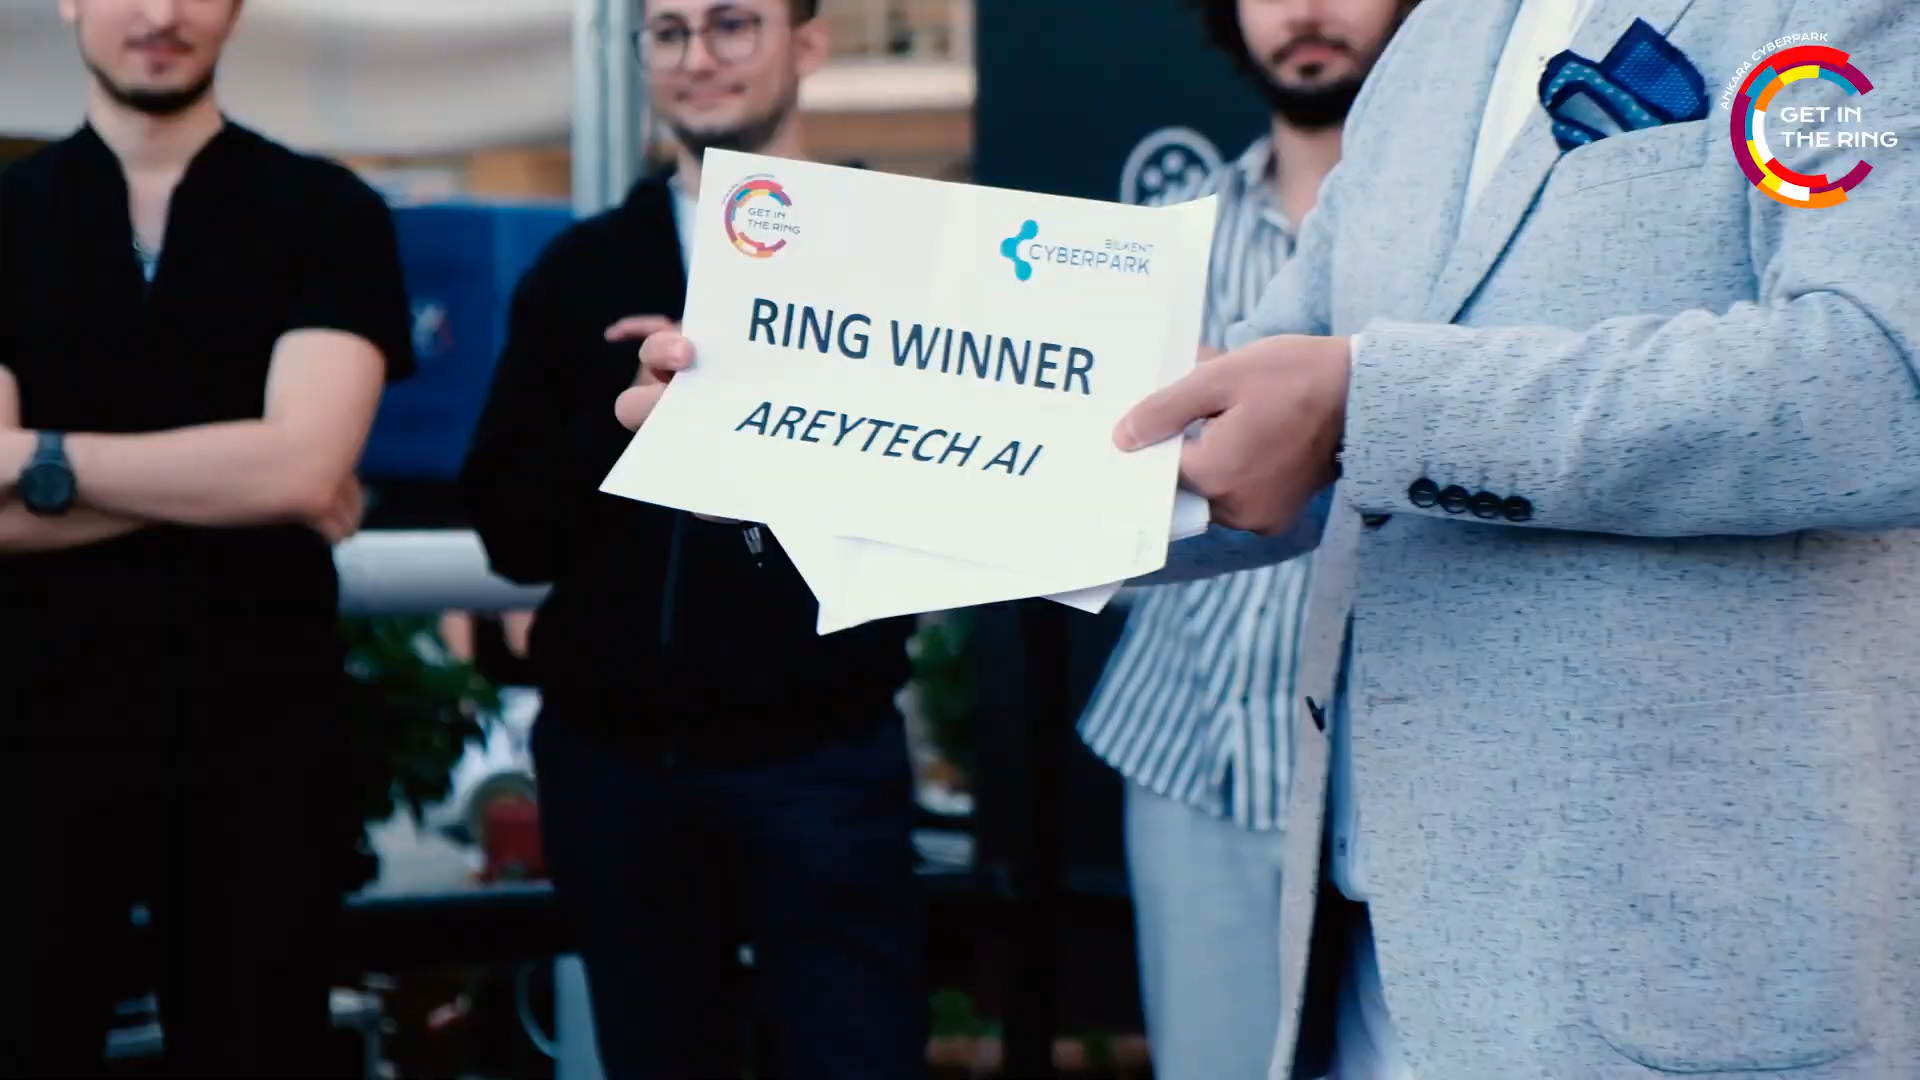 ANKARA CYBERPARK
GET IN
THE RING
GET IN
THE RING
BILKENT
CYBERPARK
RING WINNER
AREYTECH AI